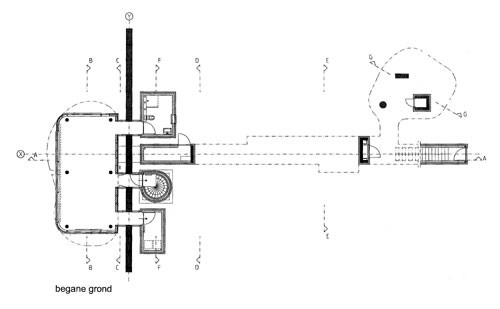 Y
B C F D E G
X A
G
A
E
B C F D
begane grond